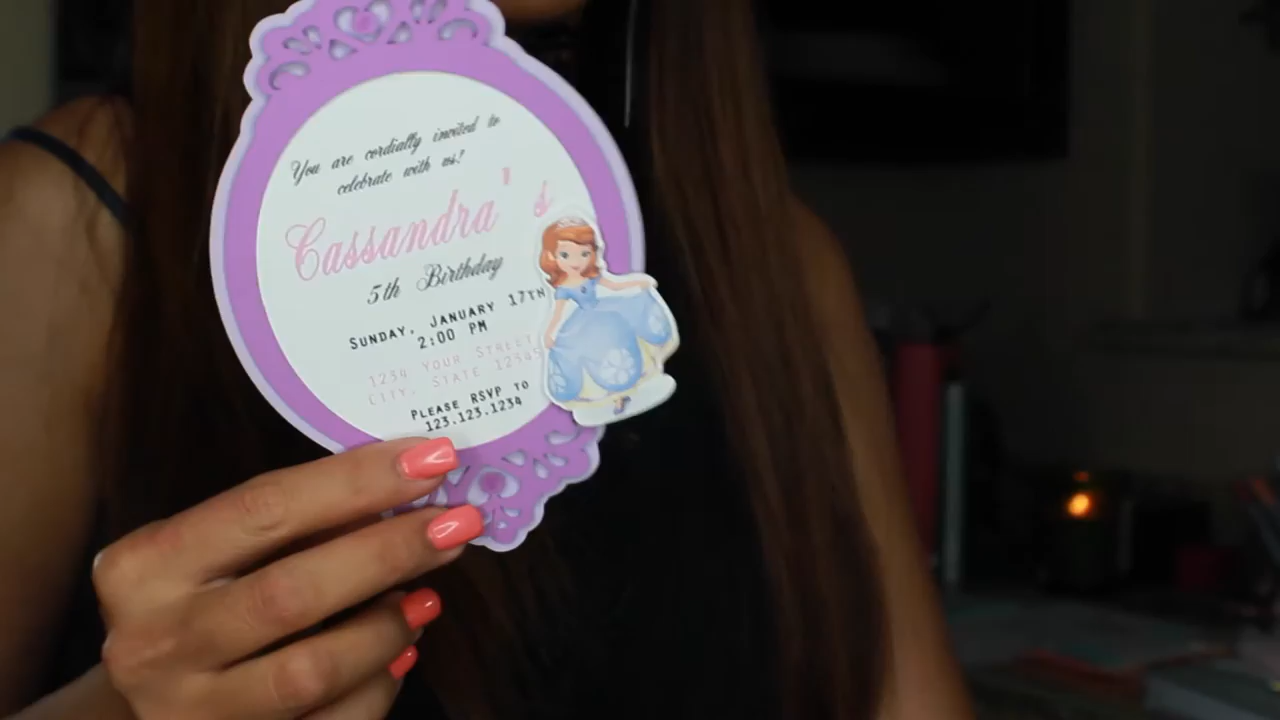 You are cordially invited to
celebrate with us!
Cassandra's
5th Birthday
SUNDAY, JANUARY 17TH
2:00 PM
1234 YOUR STREET
CITY, STATE 12345
PLEASE RSVP TO
123.123.1234